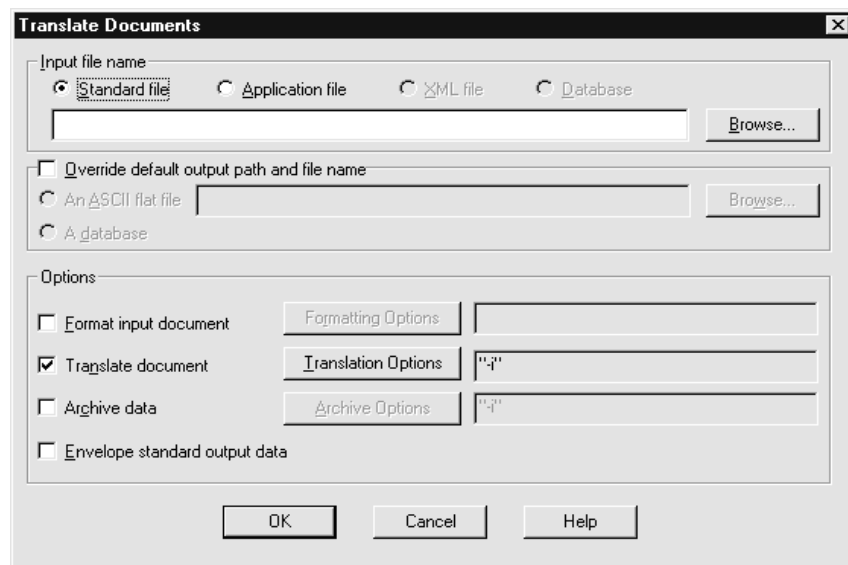 Translate Documents
Input file name
Standard file Application file XML file Database
Browse...
Override default output path and file name
An ASCII flat file Browse...
A database
Options
Format input document Formatting Options
Translate document Translation Options "-i"
Archive data Archive Options "-i"
Envelope standard output data
OK Cancel Help